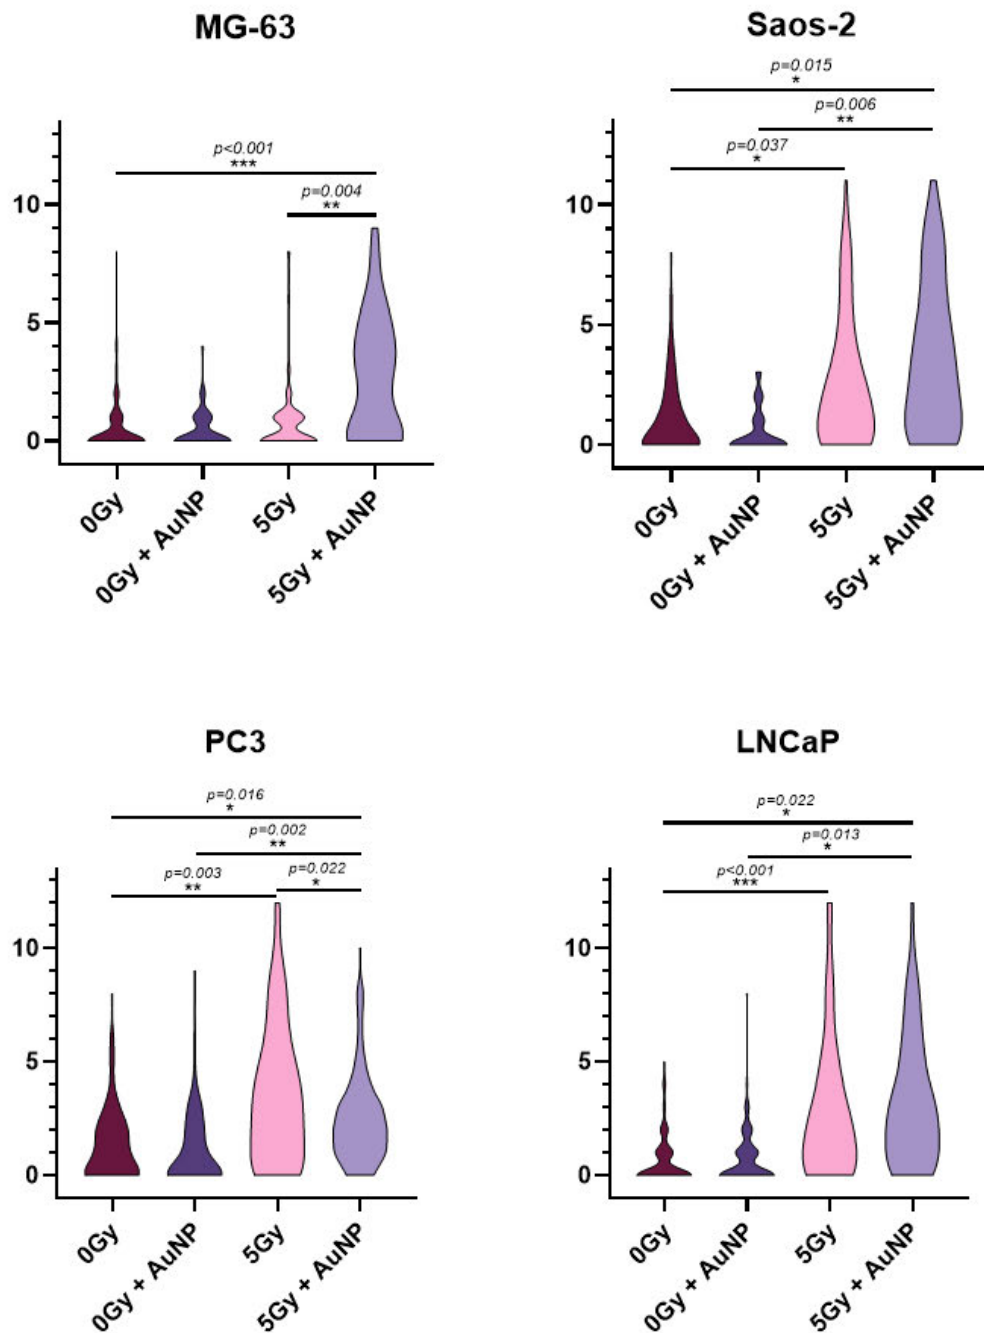 MG-63
p<0.001
***
p=0.004
**
10
5
0
0Gy
0Gy + AuNP
5Gy
5Gy + AuNP
Saos-2
p=0.015
*
p=0.006
**
p=0.037
*
10
5
0
0Gy
0Gy + AuNP
5Gy
5Gy + AuNP
PC3
p=0.016
*
p=0.002
**
p=0.003
**
p=0.022
*
10
5
0
0Gy
0Gy + AuNP
5Gy
5Gy + AuNP
LNCaP
p=0.022
*
p=0.013
*
p<0.001
***
10
5
0
0Gy
0Gy + AuNP
5Gy
5Gy + AuNP